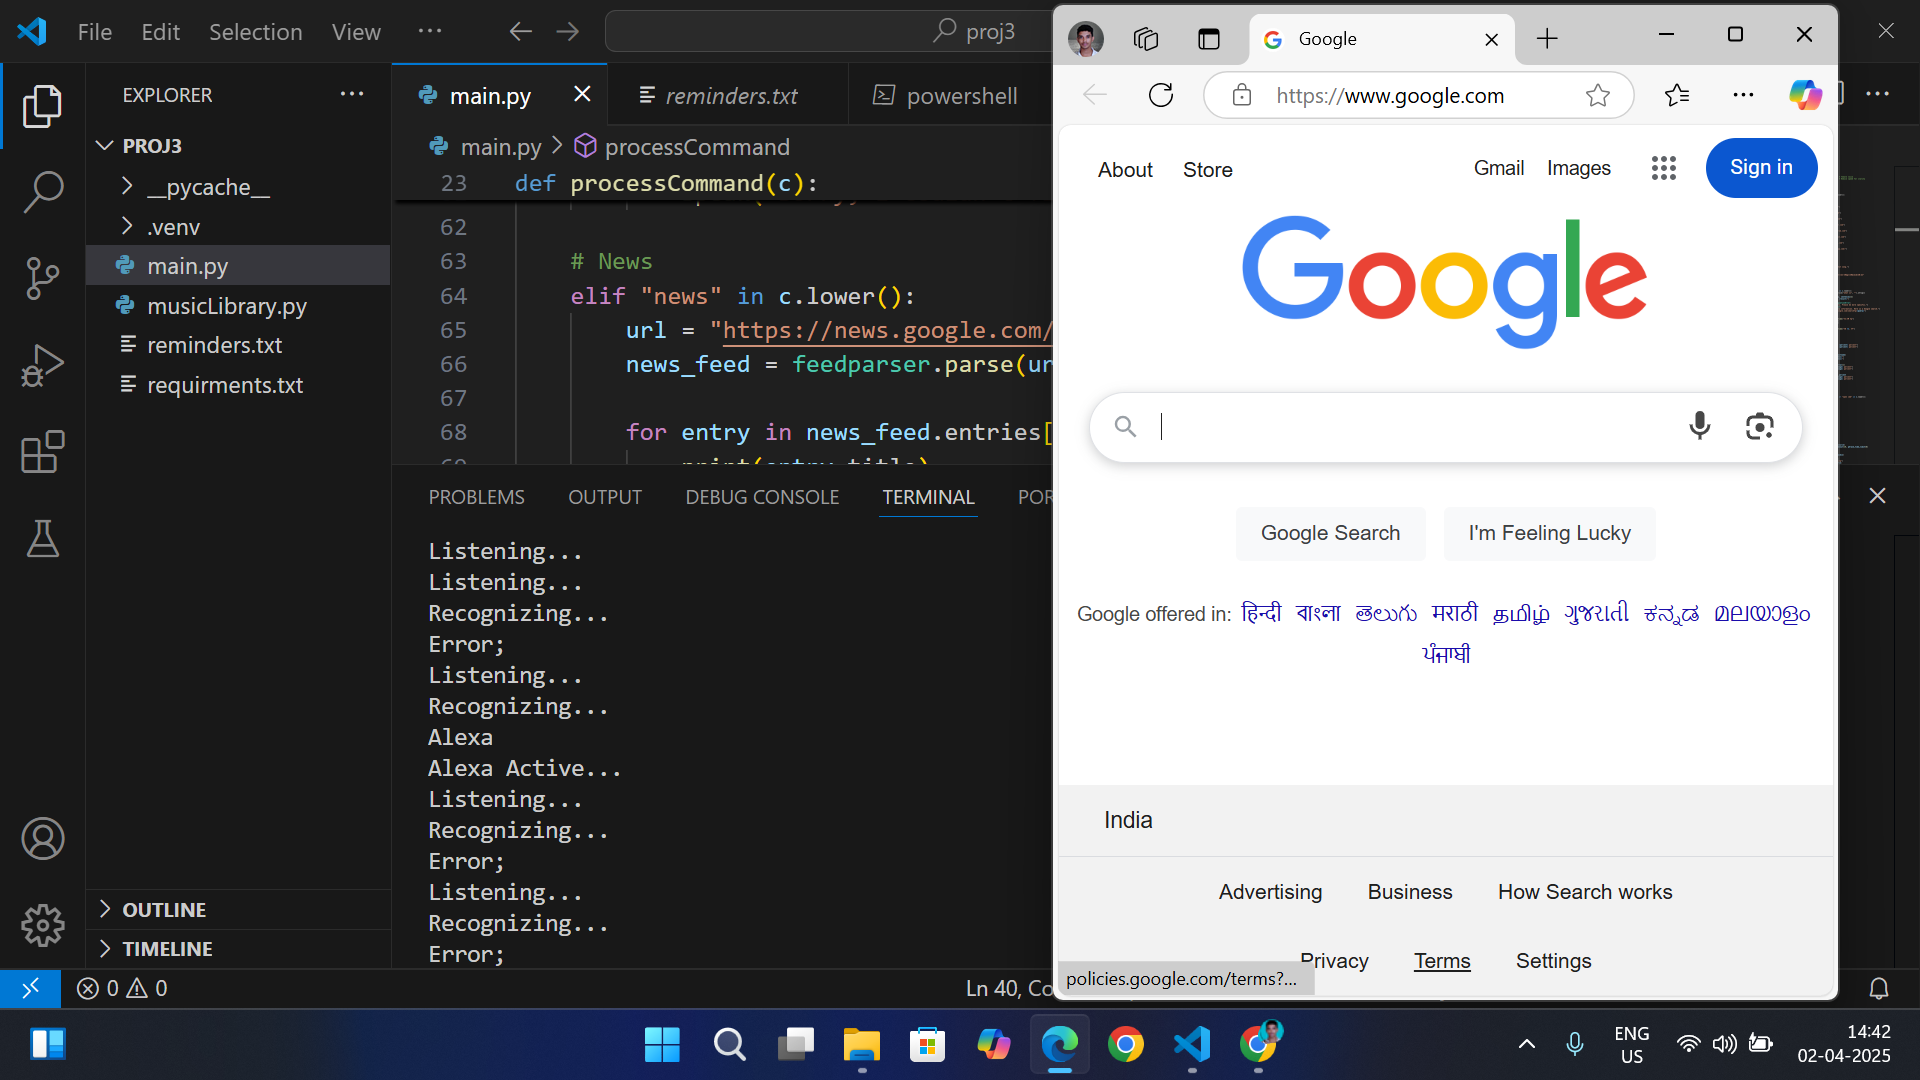 File Edit Selection View ··· proj3
EXPLORER ···
PROJ3
__pycache__
.venv
main.py
musicLibrary.py
reminders.txt
requirments.txt
OUTLINE
TIMELINE
main.py reminders.txt powershell
main.py > processCommand
23 def processCommand(c):
62
63 # News
64 elif "news" in c.lower():
65 url = "https://news.google.com/
66 news_feed = feedparser.parse(ur
67
68 for entry in news_feed.entries[
69 print(entry.title)
PROBLEMS OUTPUT DEBUG CONSOLE TERMINAL POR
Listening...
Listening...
Recognizing...
Error;
Listening...
Recognizing...
Alexa
Alexa Active...
Listening...
Recognizing...
Error;
Listening...
Recognizing...
Error;
0 0 Ln 40, Co
Google
https://www.google.com
About Store Gmail Images Sign in
Google
Google Search I'm Feeling Lucky
Google offered in: हिन्दी বাংলা తెలుగు मराठी தமிழ் ગુજરાતી ಕನ್ನಡ മലയാളം
ਪੰਜਾਬੀ
India
Advertising Business How Search works
Privacy Terms Settings
policies.google.com/terms?...
ENG
US
14:42
02-04-2025